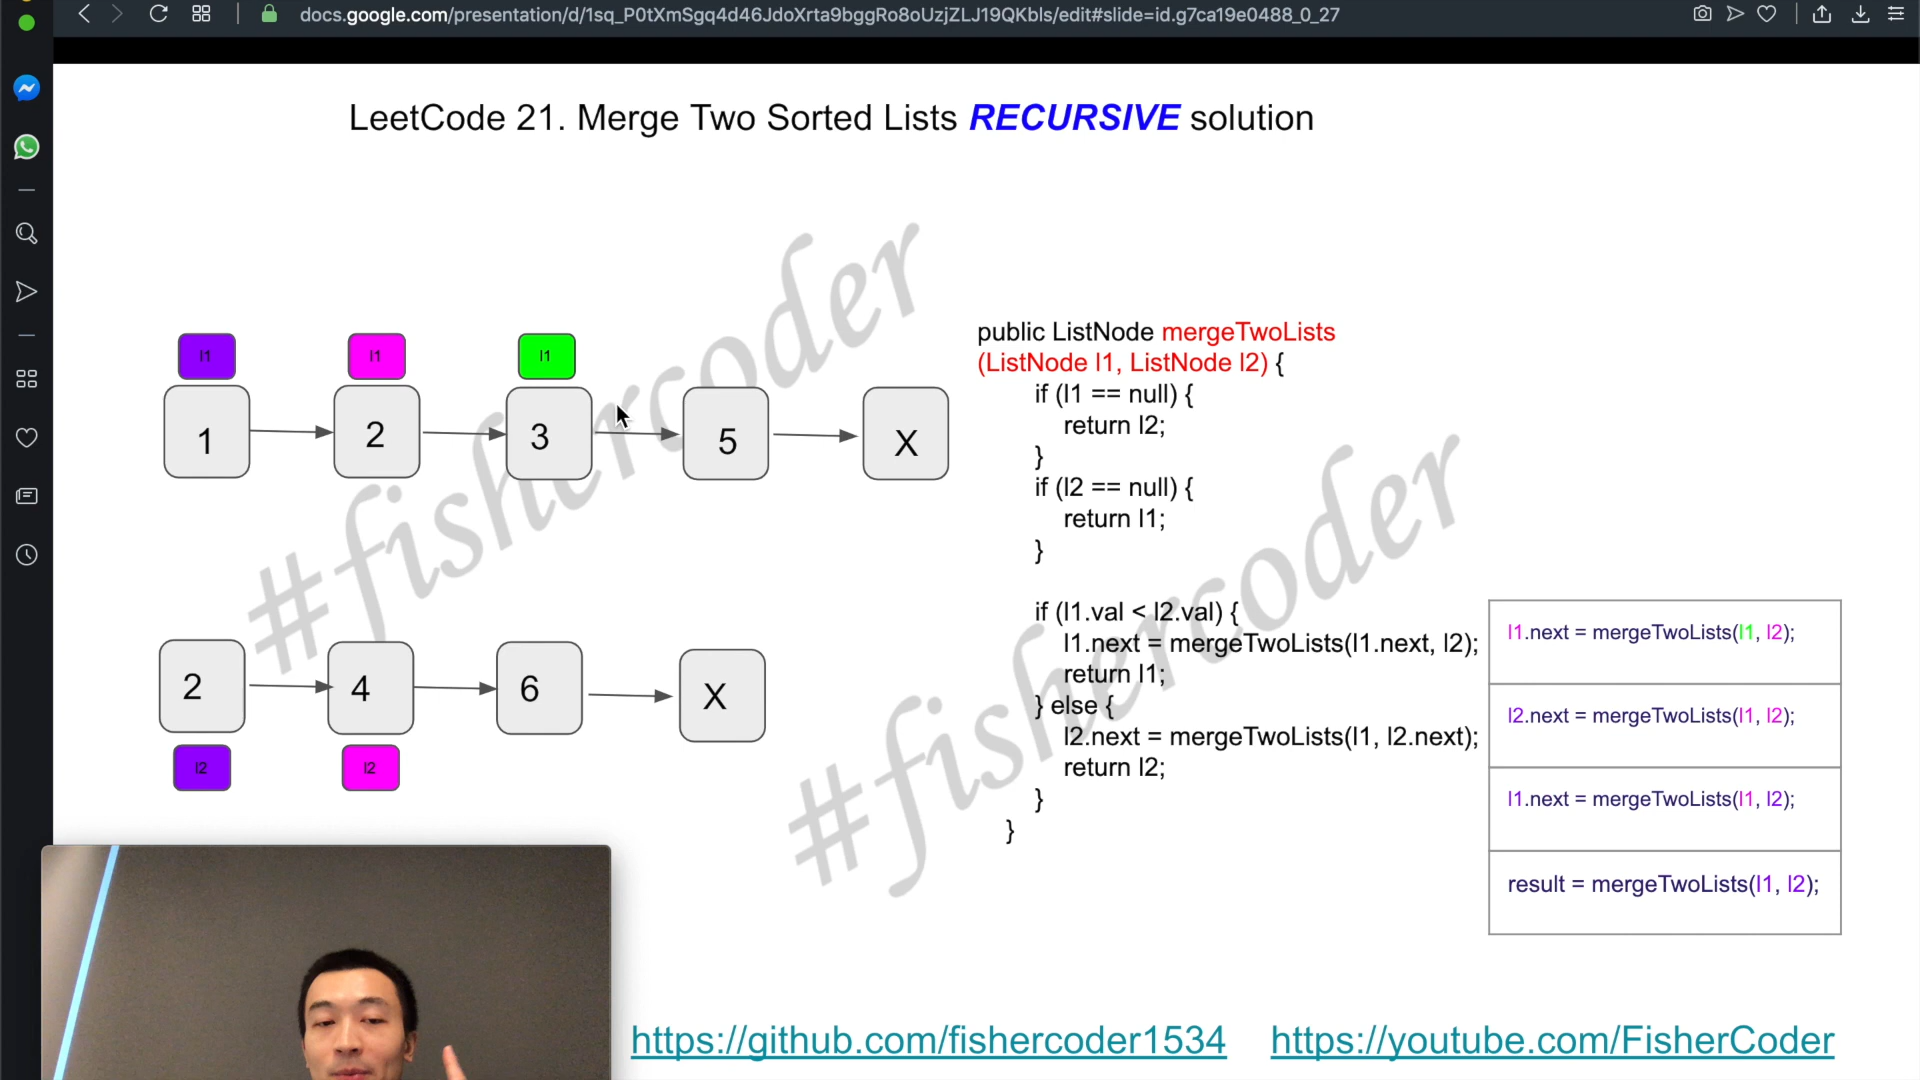 docs.google.com/presentation/d/1sq_P0tXmSgq4d46JdoXrta9bggRo8oUzjZLJ19QKbls/edit#slide=id.g7ca19e0488_0_27
LeetCode 21. Merge Two Sorted Lists RECURSIVE solution
l1 l1 l1
1 2 3 5 X
2 4 6 X
l2 l2
public ListNode mergeTwoLists
(ListNode l1, ListNode l2) {
if (l1 == null) {
return l2;
}
if (l2 == null) {
return l1;
}
if (l1.val < l2.val) {
l1.next = mergeTwoLists(l1.next, l2);
return l1;
} else {
l2.next = mergeTwoLists(l1, l2.next);
return l2;
}
}
l1.next = mergeTwoLists(l1, l2);
l2.next = mergeTwoLists(l1, l2);
l1.next = mergeTwoLists(l1, l2);
result = mergeTwoLists(l1, l2);
#fishercoder
#fishercoder
https://github.com/fishercoder1534 https://youtube.com/FisherCoder